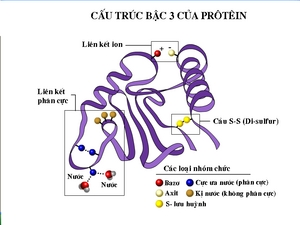 CẤU TRÚC BẬC 3 CỦA PRÔTÊIN
Liên kết ion
+ -
Liên kết
phân cực
Cầu S-S (Di-sulfur)
Nước
Nước
Các loại nhóm chức
Bazơ
Cực ưa nước (phân cực)
Axit
Kị nước (không phân cực)
S- lưu huỳnh